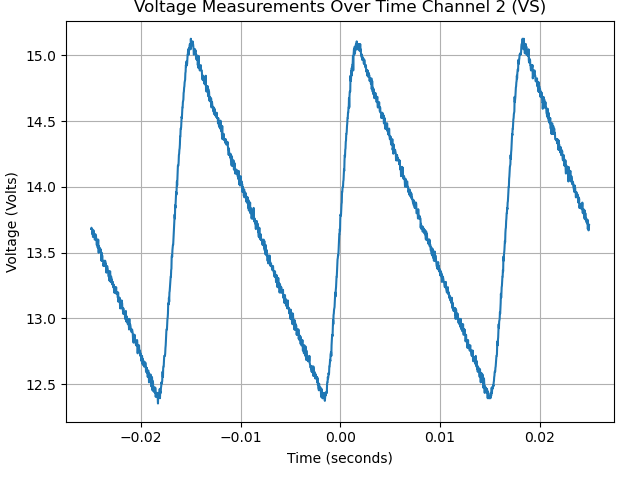 Voltage Measurements Over Time Channel 2 (VS)
15.0
14.5
14.0
13.5
13.0
12.5
Voltage (Volts)
−0.02 −0.01 0.00 0.01 0.02
Time (seconds)